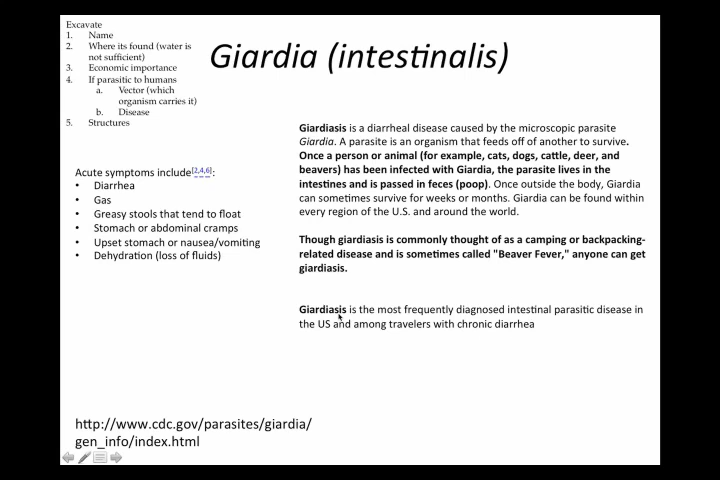 Excavate
1. Name
2. Where its found (water is
not sufficient)
3. Economic importance
4. If parasitic to humans
a. Vector (which
organism carries it)
b. Disease
5. Structures
Giardia (intestinalis)
Acute symptoms include[2,4,6]:
• Diarrhea
• Gas
• Greasy stools that tend to float
• Stomach or abdominal cramps
• Upset stomach or nausea/vomiting
• Dehydration (loss of fluids)
Giardiasis is a diarrheal disease caused by the microscopic parasite
Giardia. A parasite is an organism that feeds off of another to survive.
Once a person or animal (for example, cats, dogs, cattle, deer, and
beavers) has been infected with Giardia, the parasite lives in the
intestines and is passed in feces (poop). Once outside the body, Giardia
can sometimes survive for weeks or months. Giardia can be found within
every region of the U.S. and around the world.
Though giardiasis is commonly thought of as a camping or backpacking-
related disease and is sometimes called "Beaver Fever," anyone can get
giardiasis.
Giardiasis is the most frequently diagnosed intestinal parasitic disease in
the US and among travelers with chronic diarrhea
http://www.cdc.gov/parasites/giardia/
gen_info/index.html